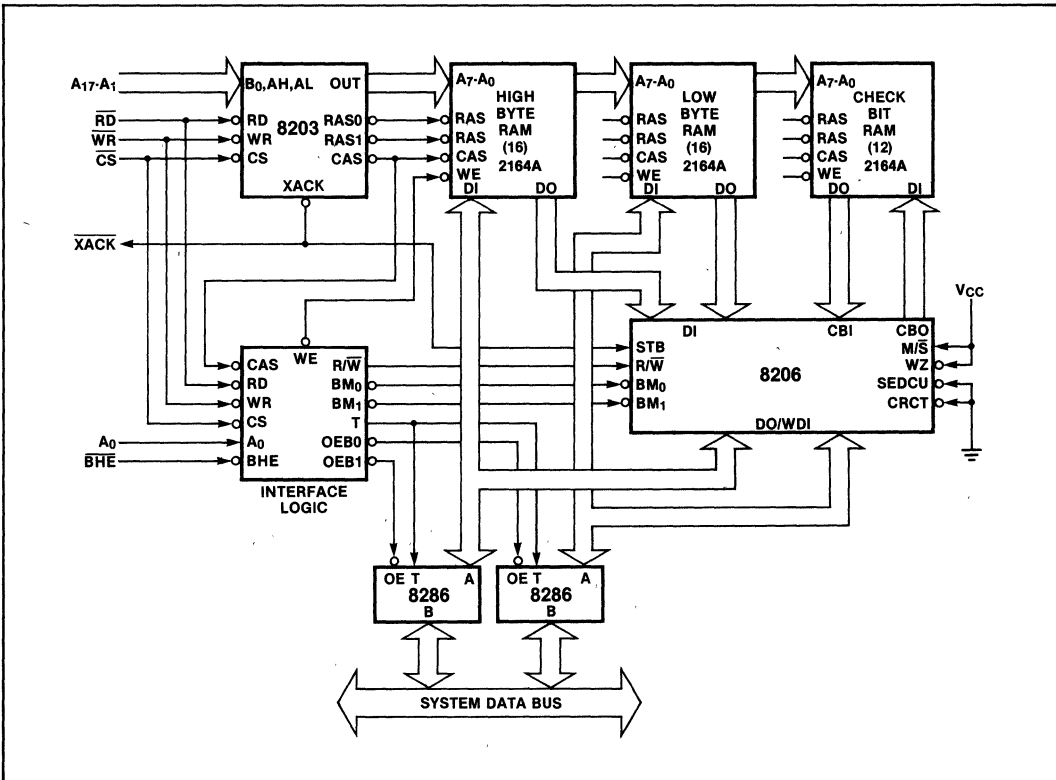 A17-A1
RD
WR
CS
B0,AH,AL OUT
RD RAS0
8203
WR RAS1
CS CAS
XACK
A7-A0
HIGH
BYTE
RAM
(16)
2164A
RAS
RAS
CAS
WE
DI DO
A7-A0
LOW
BYTE
RAM
(16)
2164A
RAS
RAS
CAS
WE
DI DO
A7-A0
CHECK
BIT
RAM
(12)
2164A
RAS
RAS
CAS
WE
DO DI
XACK
VCC
DI CBI CBO
STB M/S
R/W WZ
8206
BM0 SEDCU
BM1 CRCT
DO/WDI
WE
CAS R/W
RD BM0
WR BM1
CS T
A0 A0 OEB0
BHE BHE OEB1
INTERFACE
LOGIC
OE T A
8286
B
OE T A
8286
B
SYSTEM DATA BUS